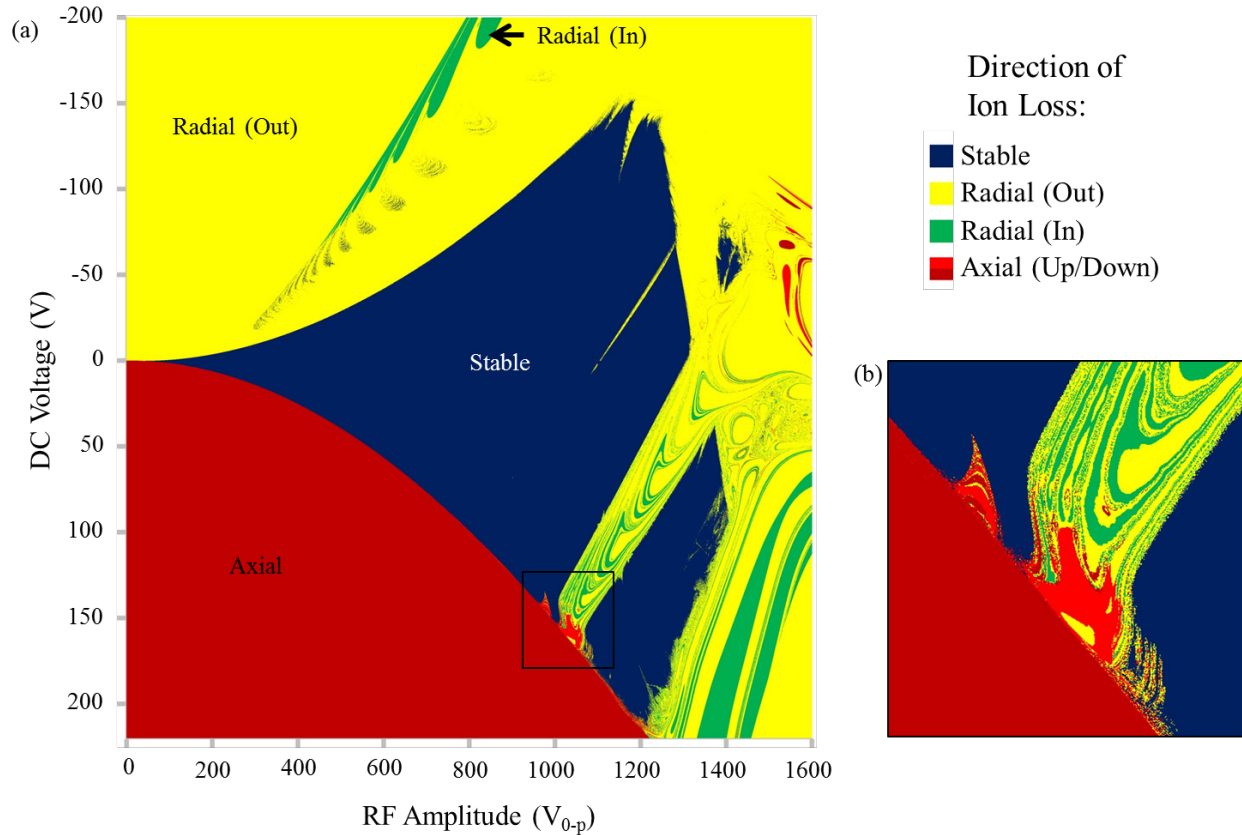 (a)
-200
-150
-100
-50
0
50
100
150
200
DC Voltage (V)
Radial (In)
Radial (Out)
Stable
Axial
0
200
400
600
800
1000
1200
1400
1600
RF Amplitude (V0-p)
Direction of
Ion Loss:
Stable
Radial (Out)
Radial (In)
Axial (Up/Down)
(b)